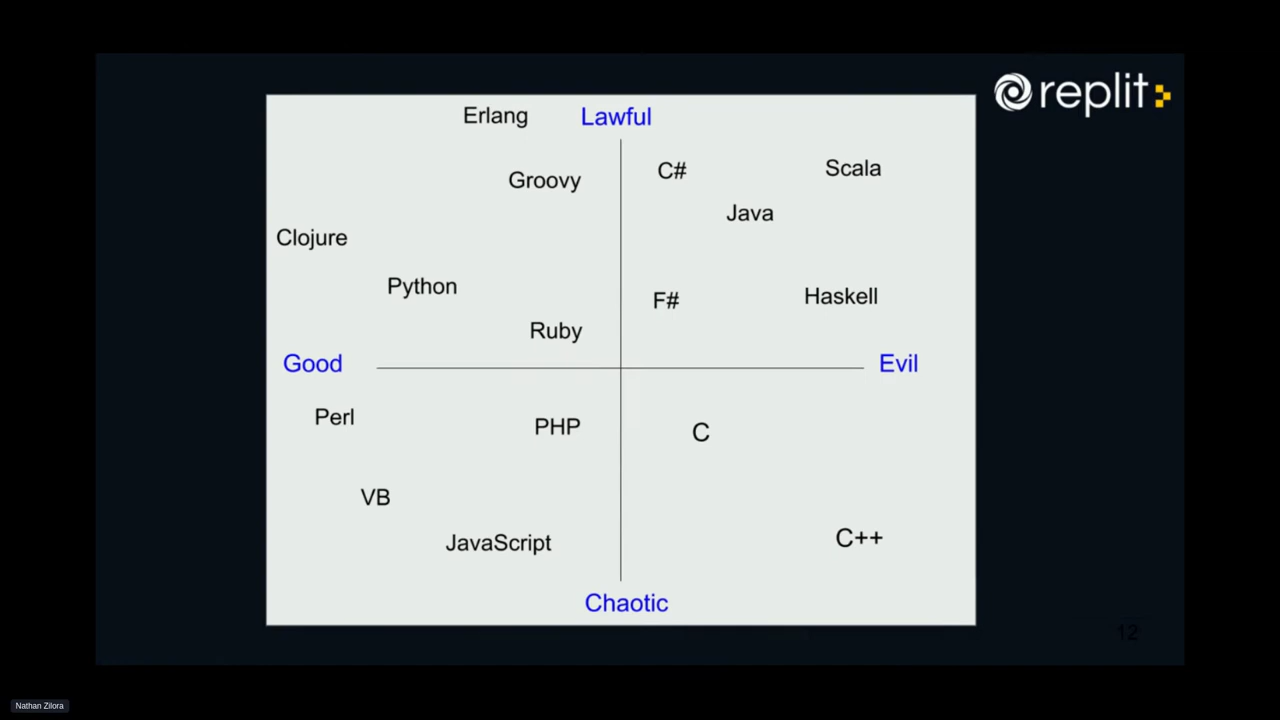 replit
Erlang
Lawful
Groovy
C#
Scala
Java
Clojure
Python
F#
Haskell
Ruby
Good
Evil
Perl
PHP
C
VB
JavaScript
C++
Chaotic
12
Nathan Zilora